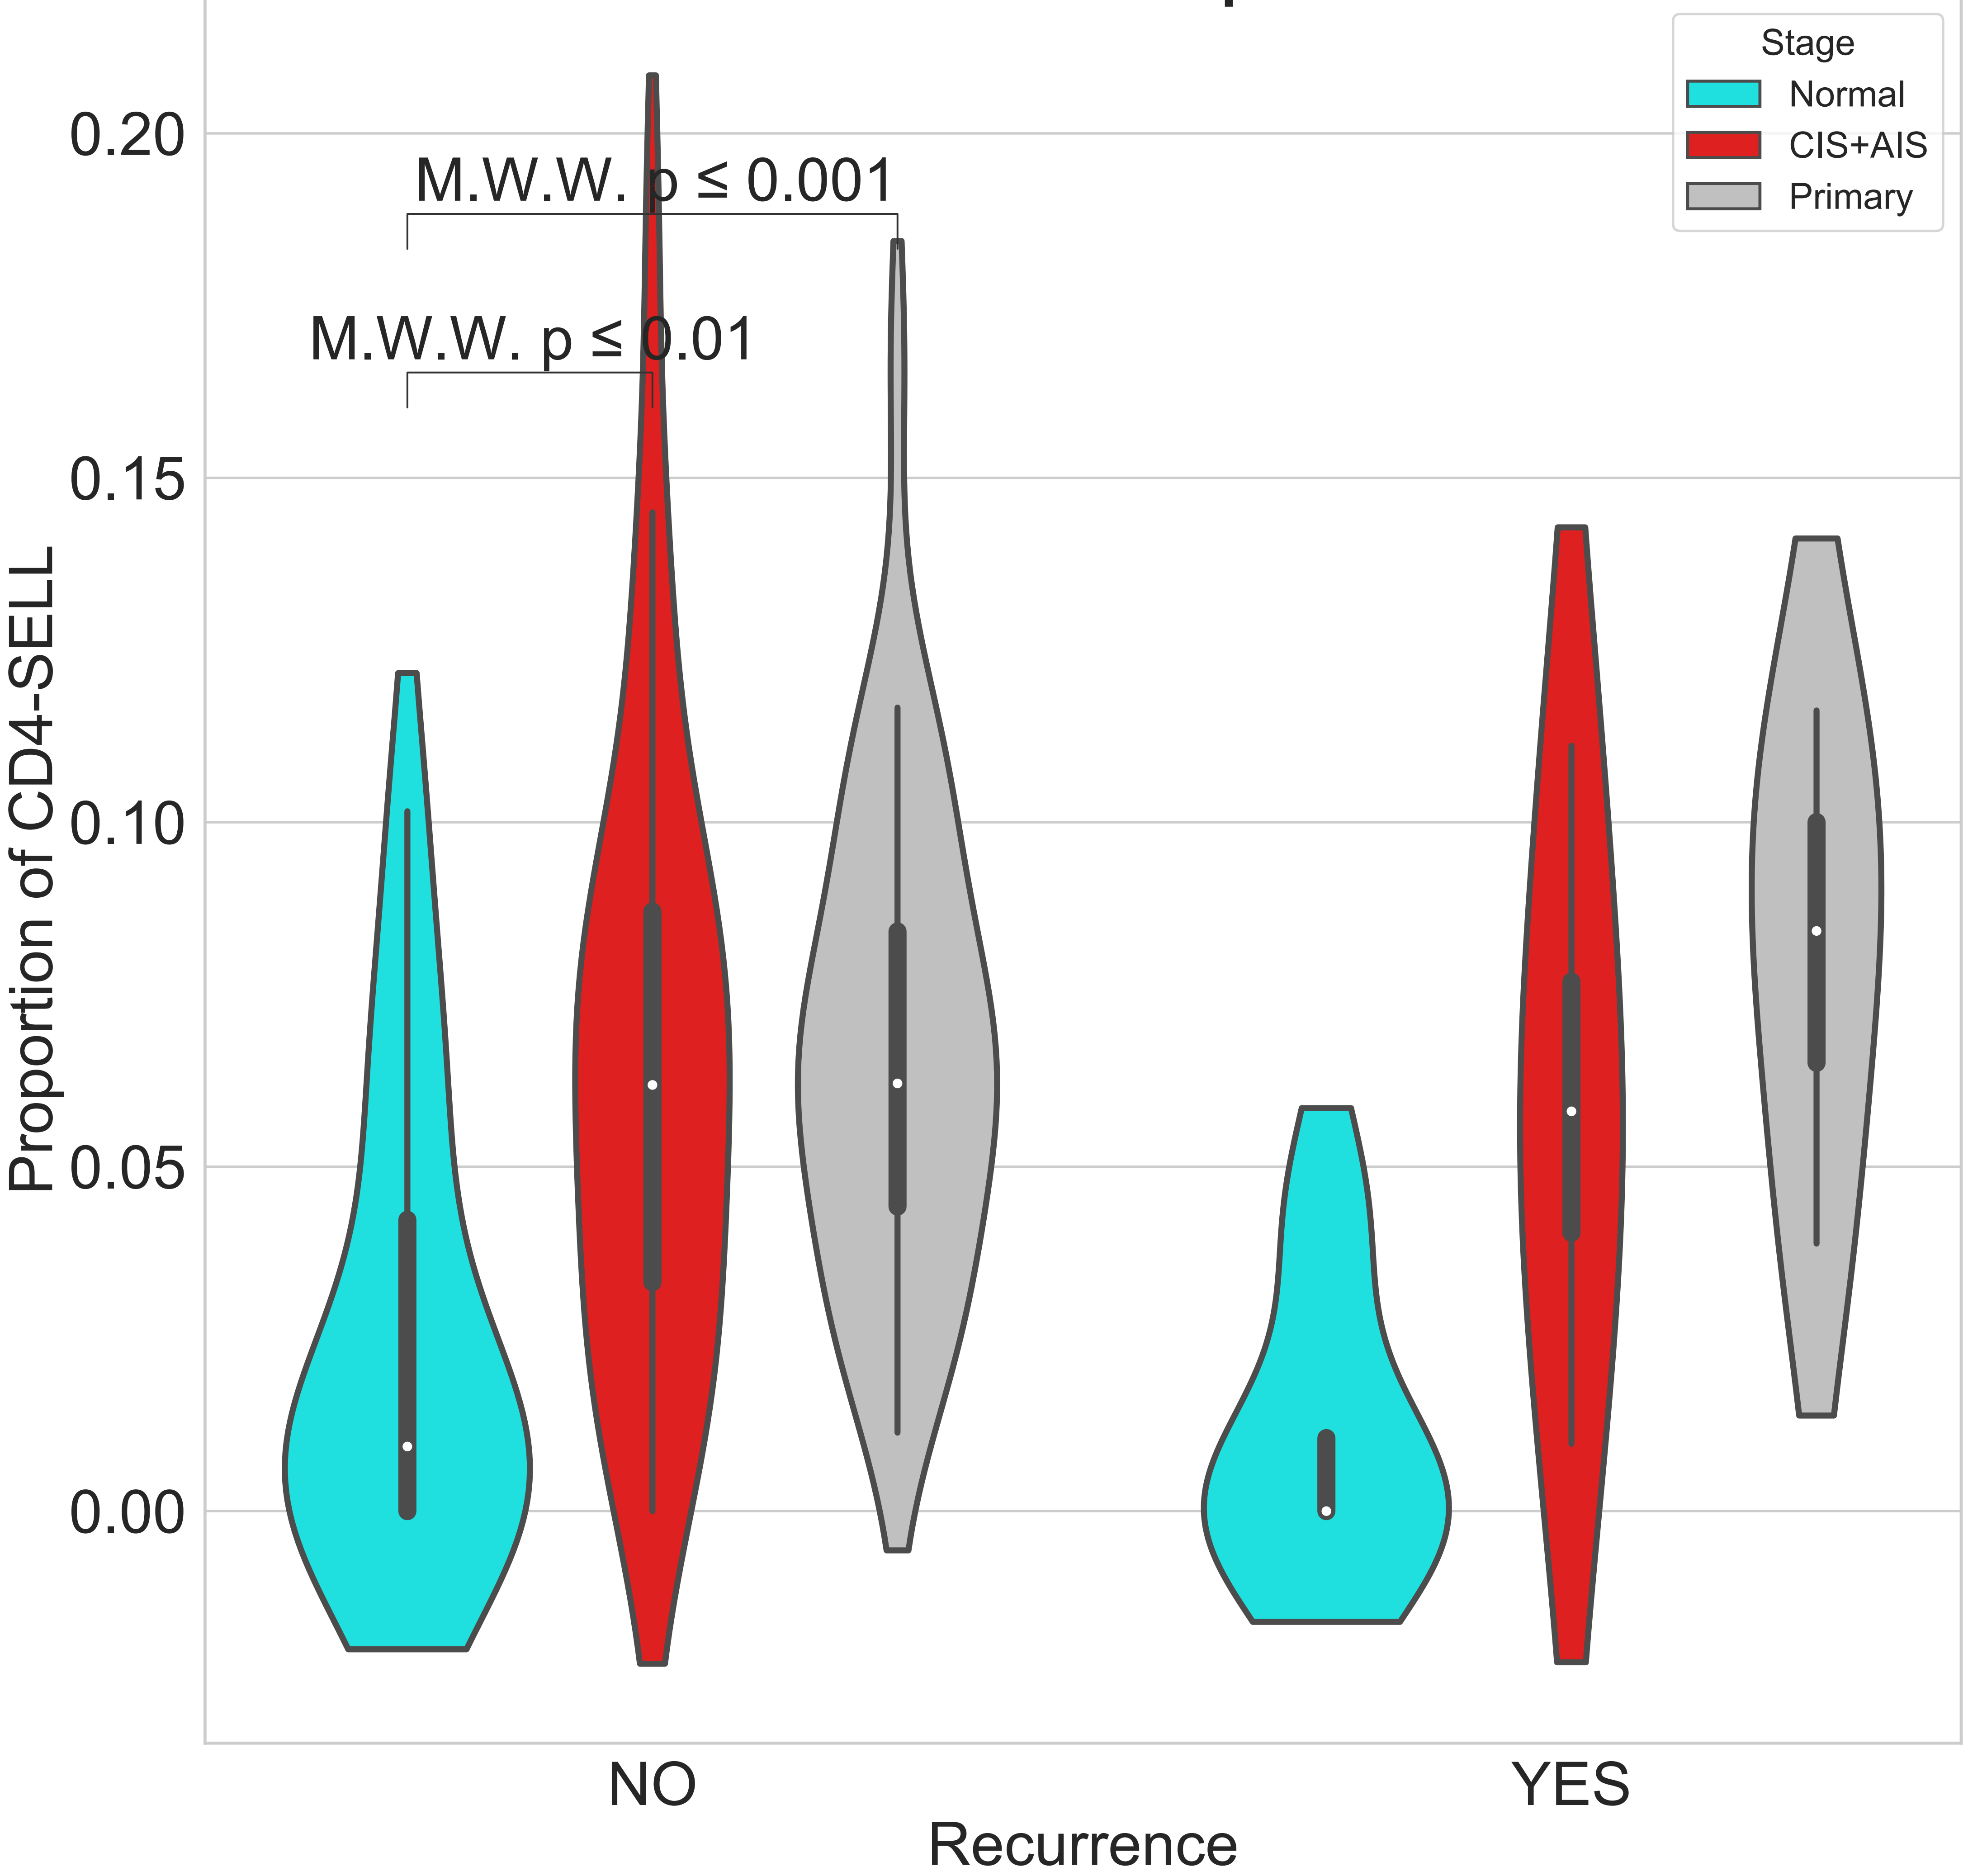 Stage
Normal
CIS+AIS
Primary
0.20
0.15
0.10
0.05
0.00
Proportion of CD4-SELL
M.W.W. p ≤ 0.001
M.W.W. p ≤ 0.01
NO
YES
Recurrence